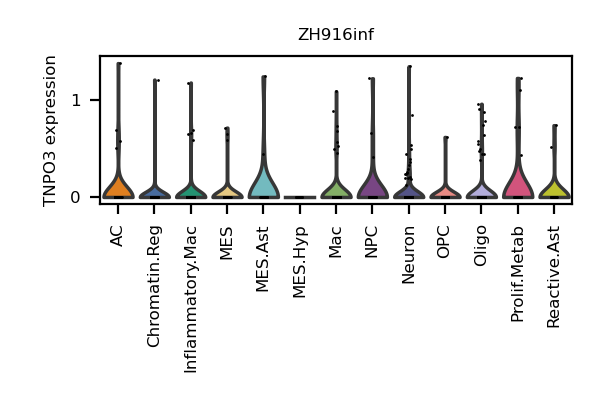 ZH916inf
TNPO3 expression
1
0
AC
Chromatin.Reg
Inflammatory.Mac
MES
MES.Ast
MES.Hyp
Mac
NPC
Neuron
OPC
Oligo
Prolif.Metab
Reactive.Ast